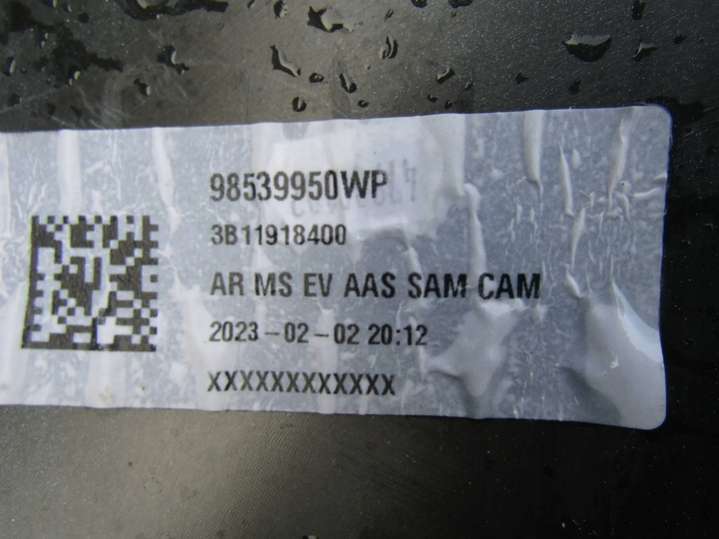 98539950WP
3B11918400
AR MS EV AAS SAM CAM
2023-02-02 20:12
XXXXXXXXXXXX